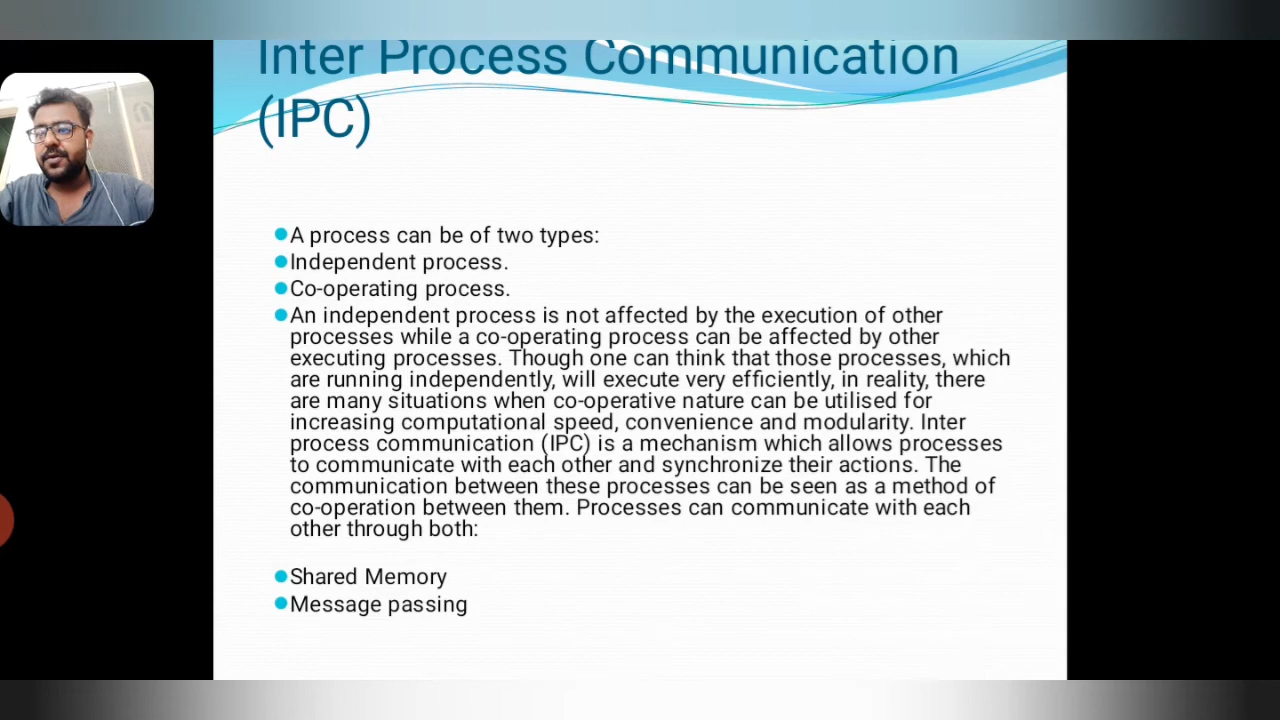 Inter Process Communication
(IPC)
A process can be of two types:
Independent process.
Co-operating process.
An independent process is not affected by the execution of other
processes while a co-operating process can be affected by other
executing processes. Though one can think that those processes, which
are running independently, will execute very efficiently, in reality, there
are many situations when co-operative nature can be utilised for
increasing computational speed, convenience and modularity. Inter
process communication (IPC) is a mechanism which allows processes
to communicate with each other and synchronize their actions. The
communication between these processes can be seen as a method of
co-operation between them. Processes can communicate with each
other through both:
Shared Memory
Message passing